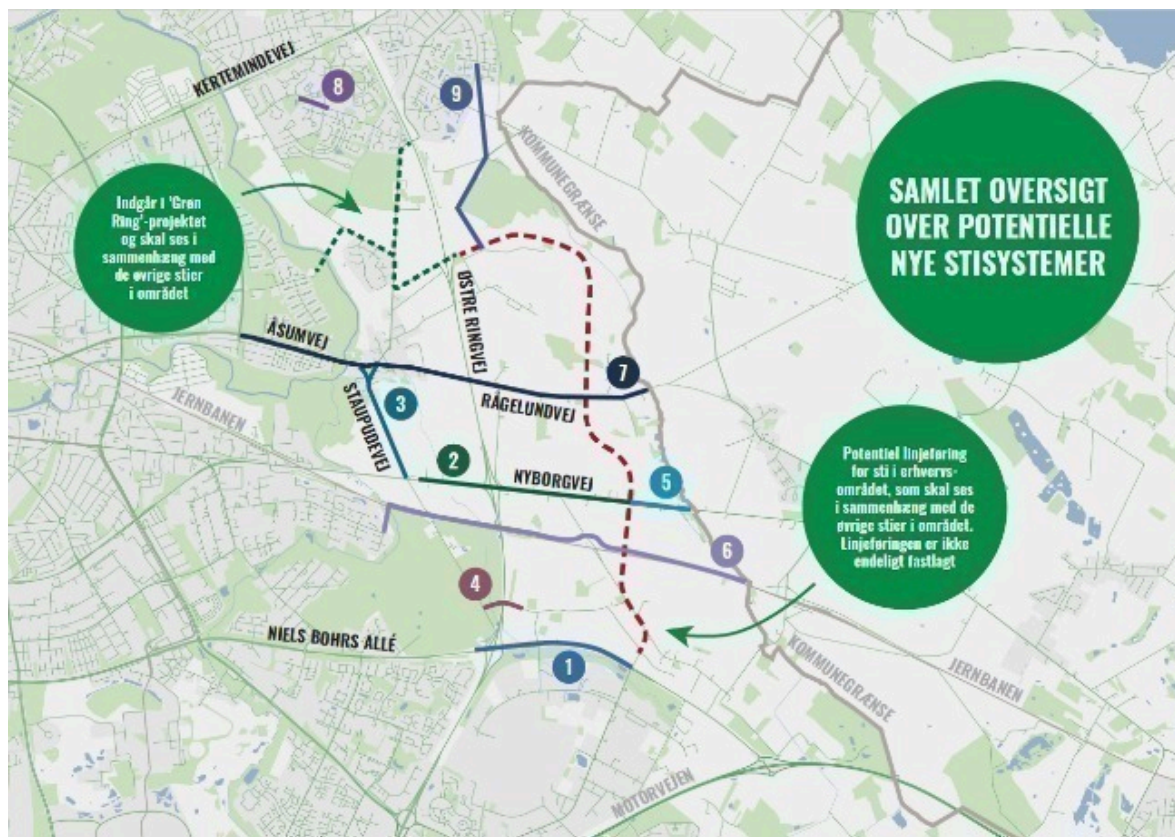 KERTEMINDEVEJ
8
9
KOMMUNEGRÆNSE
SAMLET OVERSIGT
OVER POTENTIELLE
NYE STISYSTEMER
Indgår i 'Grøn
Ring'-projektet
og skal ses i
sammenhæng med
de øvrige stier
i området
ØSTRE RINGVEJ
ÅSUMVEJ
7
JERNBANEN
STAUPUDEVEJ
3
RÅGELUNDVEJ
2
NYBORGVEJ
5
Potentiel linjeføring
for sti i erhvervs-
området, som skal ses
i sammenhæng med de
øvrige stier i området.
Linjeføringen er ikke
endeligt fastlagt
6
4
NIELS BOHRS ALLÉ
1
KOMMUNEGRÆNSE
JERNBANEN
MOTORVEJEN